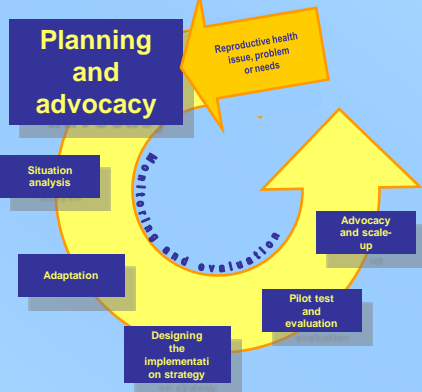 Planning
and
advocacy
Reproductive health
issue, problem
or needs
Situation
analysis
Monitoring and evaluation
Adaptation
Designing
the
implementati
on strategy
Pilot test
and
evaluation
Advocacy
and scale-
up